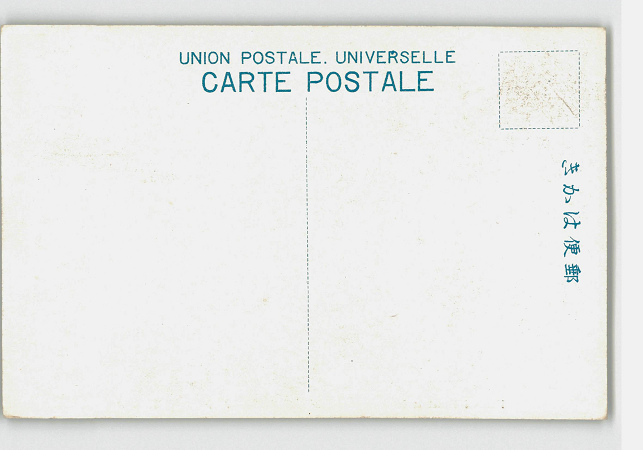 UNION POSTALE. UNIVERSELLE
CARTE POSTALE
郵便はかき